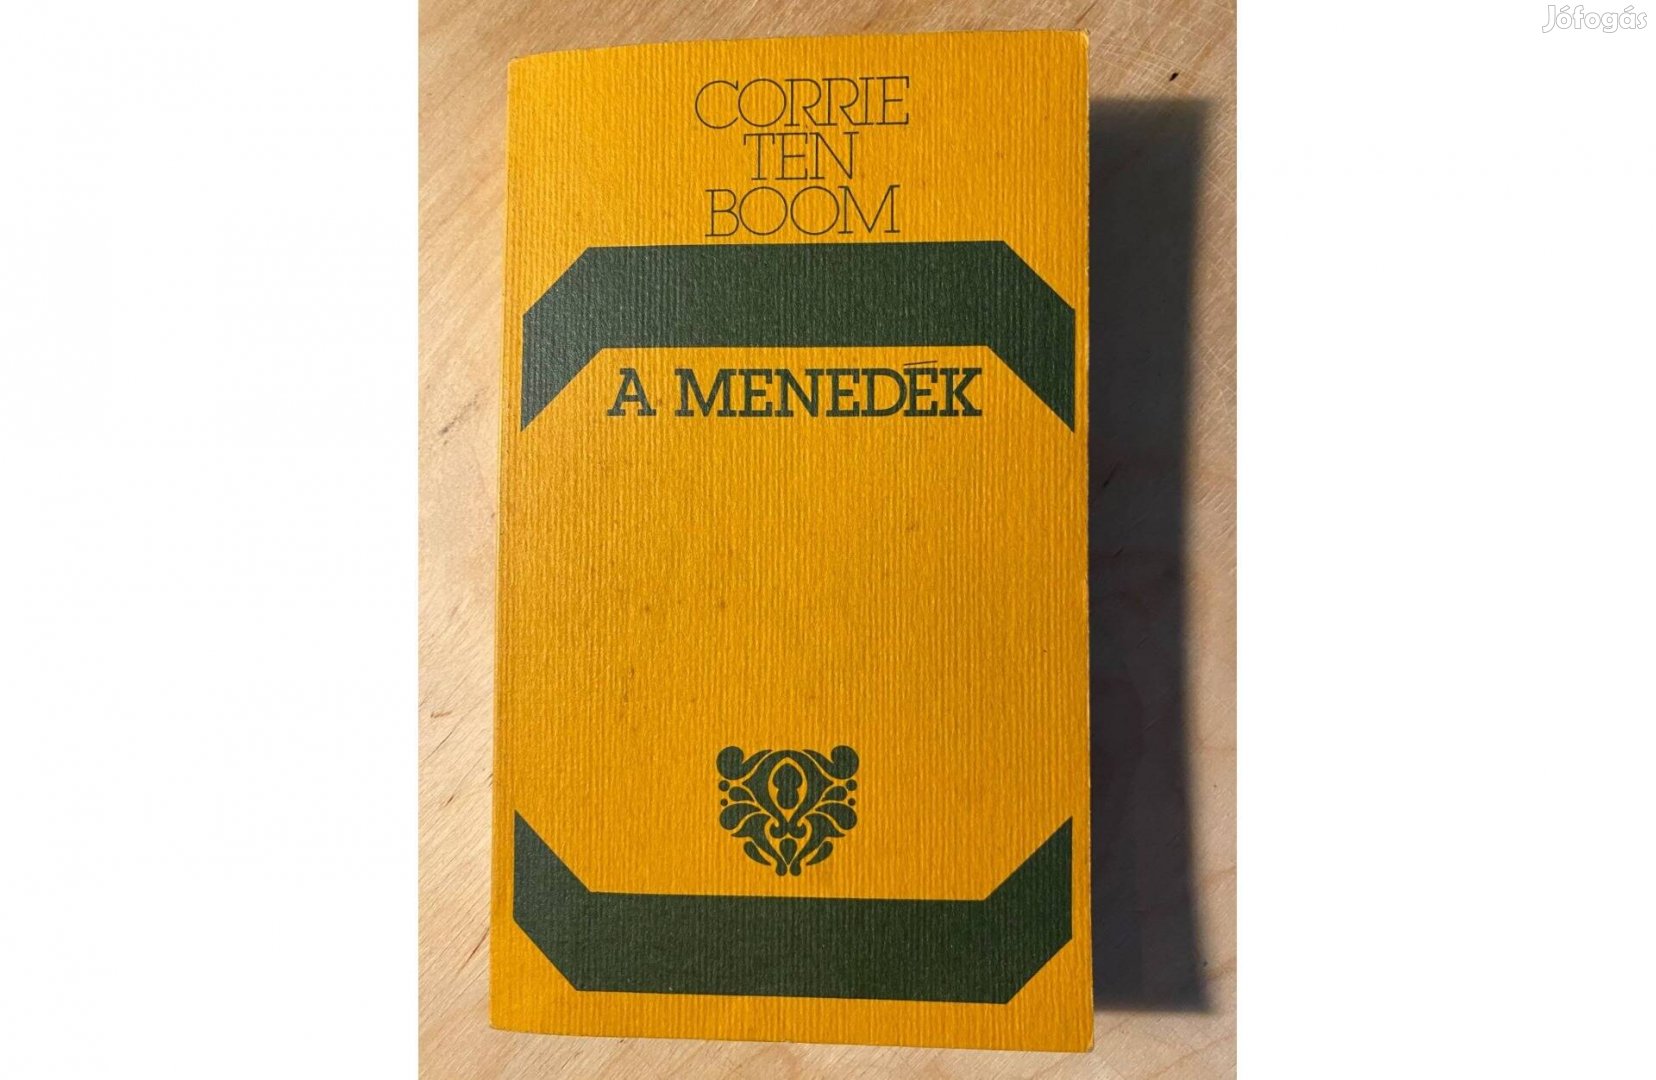 Jófogás
CORRIE
TEN
BOOM
A MENEDÉK